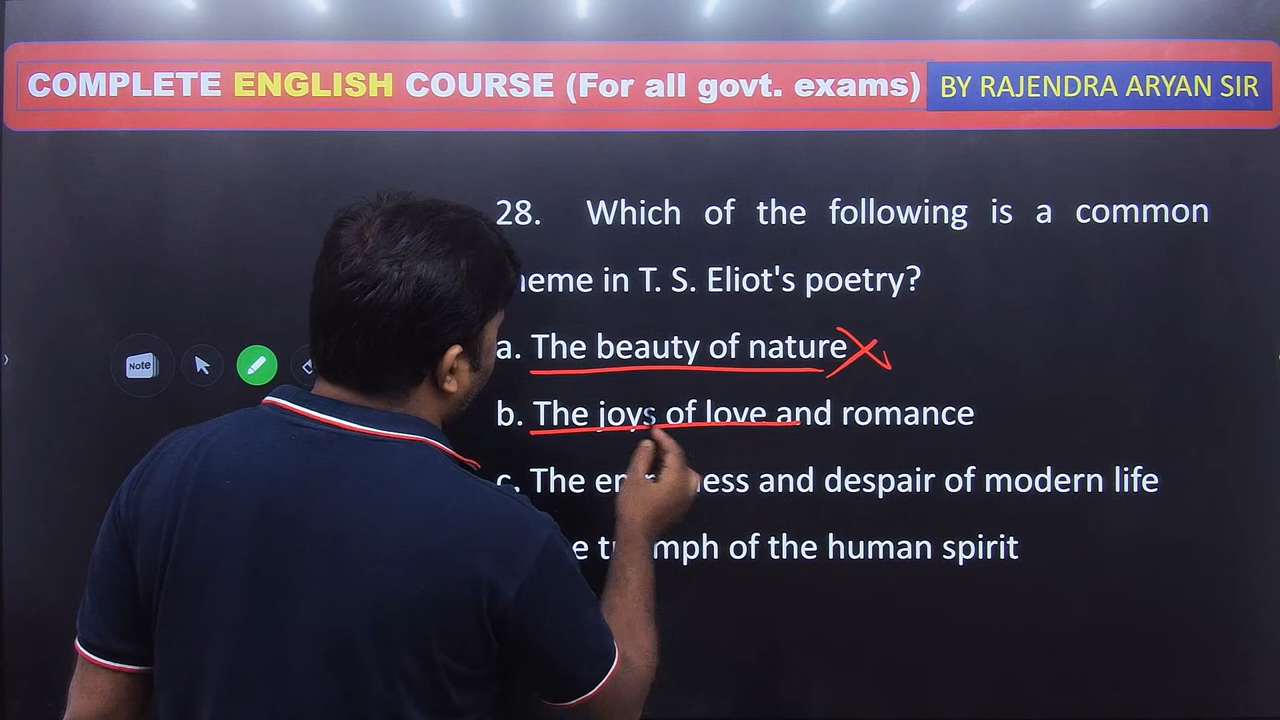 COMPLETE ENGLISH COURSE (For all govt. exams) BY RAJENDRA ARYAN SIR
28. Which of the following is a common
heme in T. S. Eliot's poetry?
Note
a. The beauty of nature
b. The joys of love and romance
c. The ness and despair of modern life
of the human spirit